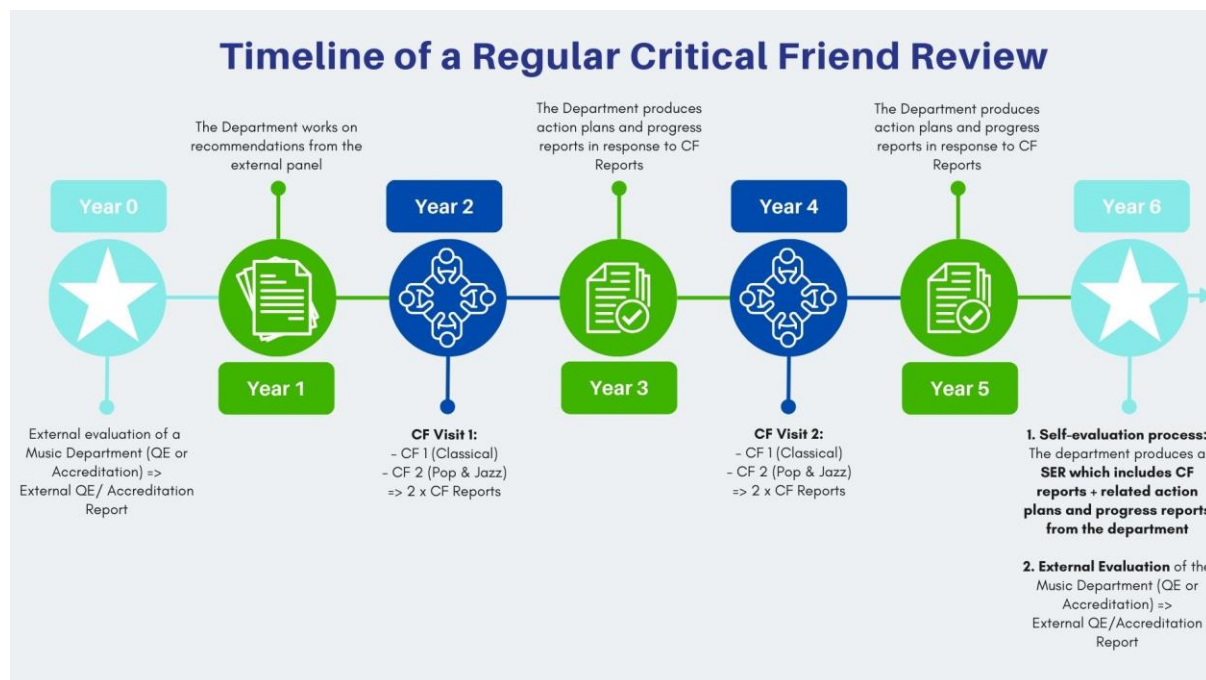 Timeline of a Regular Critical Friend Review
The Department works on
recommendations from the
external panel
The Department produces
action plans and progress
reports in response to CF
Reports
The Department produces
action plans and progress
reports in response to CF
Reports
Year 0
Year 2
Year 4
Year 6
Year 1
Year 3
Year 5
External evaluation of a
Music Department (QE or
Accreditation) =>
External QE/ Accreditation
Report
CF Visit 1:
- CF 1 (Classical)
- CF 2 (Pop & Jazz)
=> 2 x CF Reports
CF Visit 2:
- CF 1 (Classical)
- CF 2 (Pop & Jazz)
=> 2 x CF Reports
1. Self-evaluation process:
The department produces a
SER which includes CF
reports + related action
plans and progress reports
from the department
2. External Evaluation of the
Music Department (QE or
Accreditation) =>
External QE/Accreditation
Report